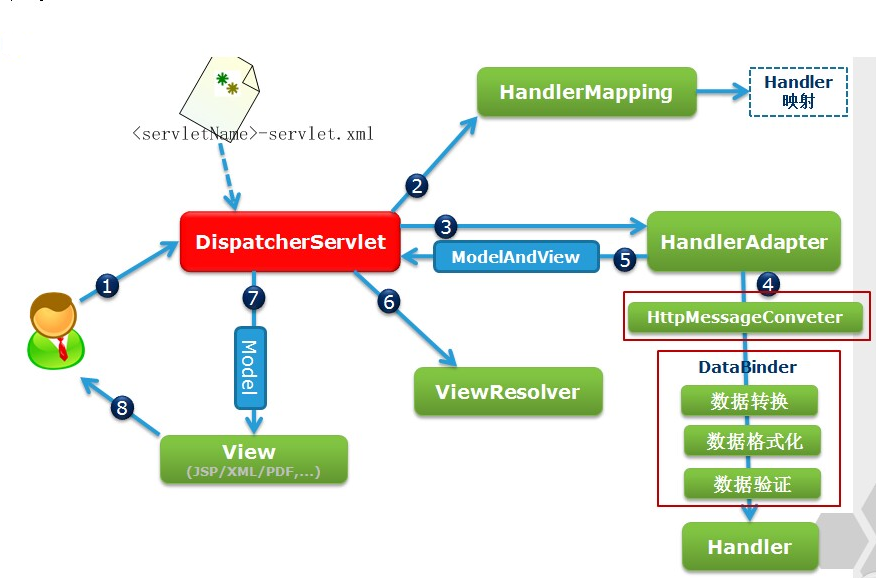 <servletName>-servlet.xml
HandlerMapping
Handler
映射
2
DispatcherServlet
3
HandlerAdapter
ModelAndView
5
1
7
6
4
HttpMessageConveter
DataBinder
Model
数据转换
ViewResolver
8
数据格式化
View
(JSP/XML/PDF,...)
数据验证
Handler